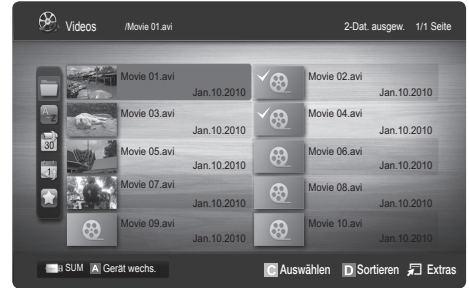 Videos /Movie 01.avi 2-Dat. ausgew. 1/1 Seite
Movie 01.avi Movie 02.avi
Jan.10.2010 Jan.10.2010
Movie 03.avi Movie 04.avi
Jan.10.2010 Jan.10.2010
Movie 05.avi Movie 06.avi
Jan.10.2010 Jan.10.2010
Movie 07.avi Movie 08.avi
Jan.10.2010 Jan.10.2010
Movie 09.avi Movie 10.avi
Jan.10.2010 Jan.10.2010
30
1
SUM A Gerät wechs. C Auswählen D Sortieren Extras